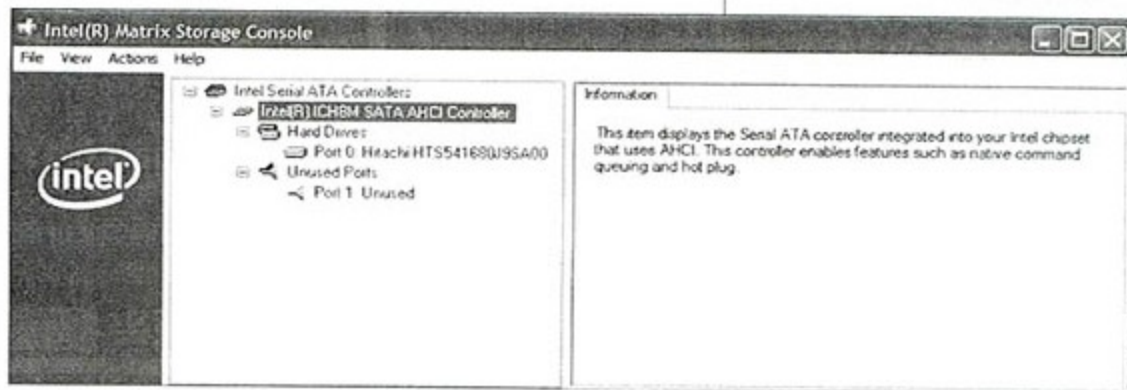 Intel(R) Matrix Storage Console
File View Actions Help
Intel Serial ATA Controllers
Intel(R) ICH8M SATA AHCI Controller
Hard Drives
Port 0: Hitachi HTS541680J9SA00
Unused Ports
Port 1: Unused
intel
Information
This item displays the Serial ATA controller integrated into your Intel chipset
that uses AHCI. This controller enables features such as native command
queuing and hot plug.